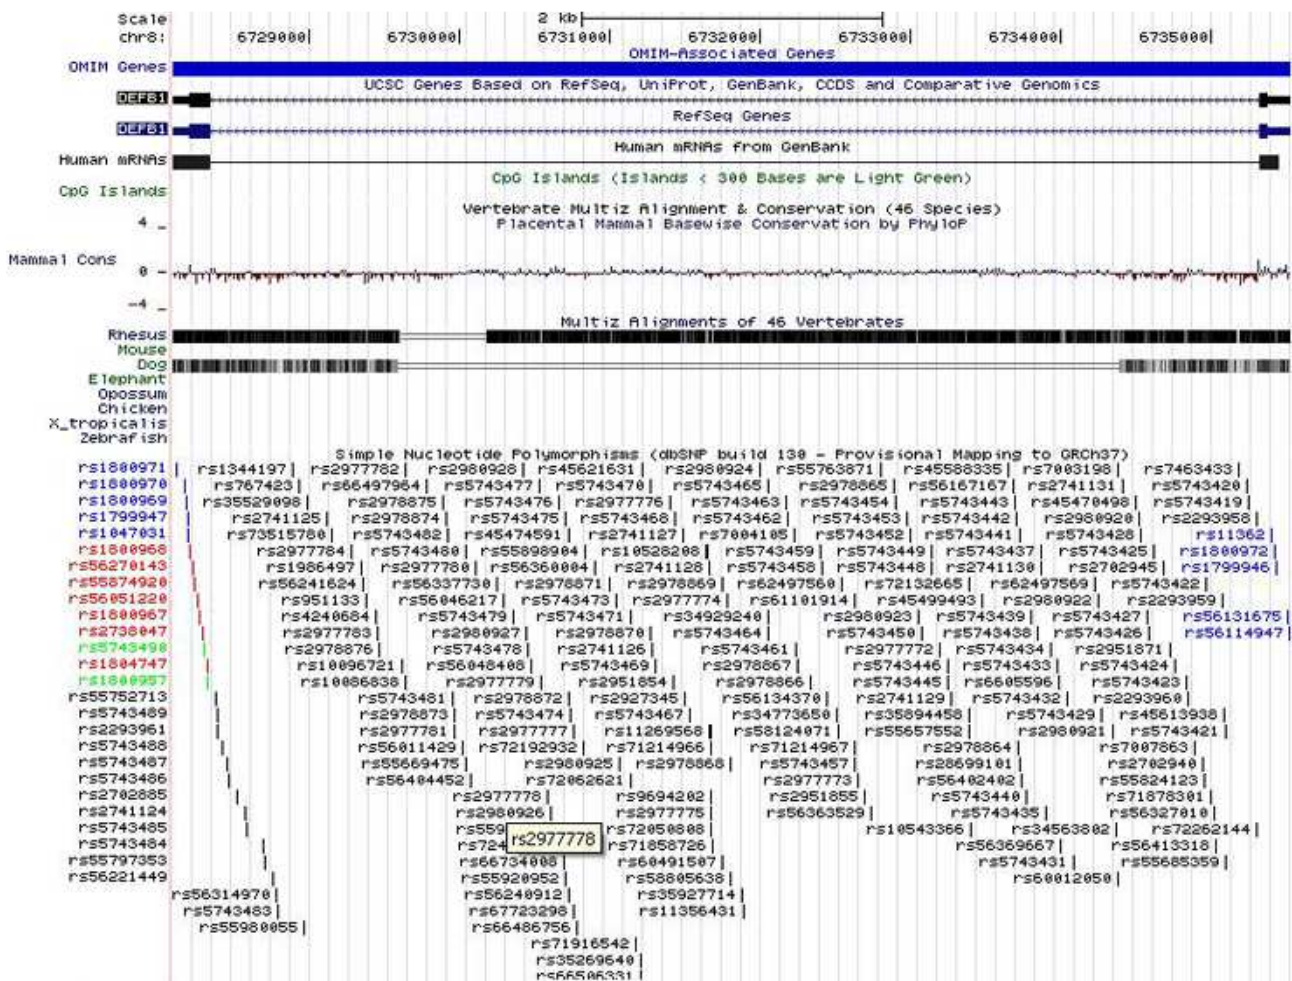 Scale 2 kb
chr8: 6729000| 6730000| 6731000| 6732000| 6733000| 6734000| 6735000|
OMIM-Associated Genes
OMIM Genes
UCSC Genes Based on RefSeq, UniProt, GenBank, CCDS and Comparative Genomics
DEFB1
RefSeq Genes
DEFB1
Human mRNAs from GenBank
Human mRNAs
CpG Islands (Islands < 300 Bases are Light Green)
CpG Islands
Vertebrate Multiz Alignment & Conservation (46 Species)
Placental Mammal Basewise Conservation by PhyloP
4 _
Mammal Cons
0 -
-4 _
Multiz Alignments of 46 Vertebrates
Rhesus
Mouse
Dog
Elephant
Opossum
Chicken
X_tropicalis
Zebrafish
Simple Nucleotide Polymorphisms (dbSNP build 130 - Provisional Mapping to GRCh37)
rs1800971 rs1344197 rs2977782 rs2980928 rs45621631 rs2980924 rs55763871 rs45588335 rs7003198 rs7463433
rs1800970 rs767423 rs66497964 rs5743477 rs5743470 rs5743465 rs2978865 rs56167167 rs2741131 rs5743420
rs1800969 rs35529098 rs2978875 rs5743476 rs2977776 rs5743463 rs5743454 rs5743443 rs45470498 rs5743419
rs1799947 rs2741125 rs2978874 rs5743475 rs5743468 rs5743462 rs5743453 rs5743442 rs2980920 rs2293958
rs1047031 rs73515780 rs5743482 rs45474591 rs2741127 rs7004105 rs5743452 rs5743441 rs5743428 rs11362
rs1800968 rs2977784 rs5743480 rs55898904 rs10528208 rs5743459 rs5743449 rs5743437 rs5743425 rs1800972
rs56270143 rs1986497 rs2977780 rs56360004 rs2741128 rs5743458 rs5743448 rs2741130 rs2702945 rs1799946
rs55874920 rs56241624 rs56337730 rs2978871 rs2978869 rs62497560 rs72132665 rs62497569 rs5743422
rs56051220 rs951133 rs56046217 rs5743473 rs2977774 rs61101914 rs45499493 rs2980922 rs2293959
rs1800967 rs4240684 rs5743479 rs5743471 rs34929240 rs2980923 rs5743439 rs5743427 rs56131675
rs2738047 rs2977783 rs2980927 rs2978870 rs5743464 rs5743450 rs5743438 rs5743426 rs56114947
rs5743490 rs2978876 rs5743478 rs2741126 rs5743461 rs2977772 rs5743434 rs2951871
rs1804747 rs10096721 rs56048408 rs5743469 rs2978867 rs5743446 rs5743433 rs5743424
rs1800957 rs10086838 rs2977779 rs2951854 rs2978866 rs5743445 rs6605596 rs5743423
rs55752713 rs5743481 rs2978872 rs2927345 rs56134370 rs2741129 rs5743432 rs2293960
rs5743489 rs2978873 rs5743474 rs5743467 rs34773650 rs35894458 rs5743429 rs45613938
rs2293961 rs2977781 rs2977777 rs11269568 rs58124071 rs55657552 rs2980921 rs5743421
rs5743488 rs56011429 rs72192932 rs71214966 rs71214967 rs2978864 rs7007863
rs5743487 rs55669475 rs2980925 rs2978868 rs5743457 rs28699101 rs2702940
rs5743486 rs56404452 rs72062621 rs2977773 rs56402402 rs55824123
rs2702885 rs2977778 rs9694202 rs2951855 rs5743440 rs71878301
rs2741124 rs2980926 rs2977775 rs56363529 rs5743435 rs56327010
rs5743485 rs55 rs2977778 rs72050808 rs10543366 rs34563802 rs72262144
rs5743484 rs72 rs71858726 rs56369667 rs56413318
rs55797353 rs66734008 rs60491507 rs5743431 rs55685359
rs56221449 rs55920952 rs58805638 rs60012050
rs56314970 rs56240912 rs35927714
rs5743483 rs67723298 rs11356431
rs55980055 rs66486756
rs71916542
rs35269640
rs66506331